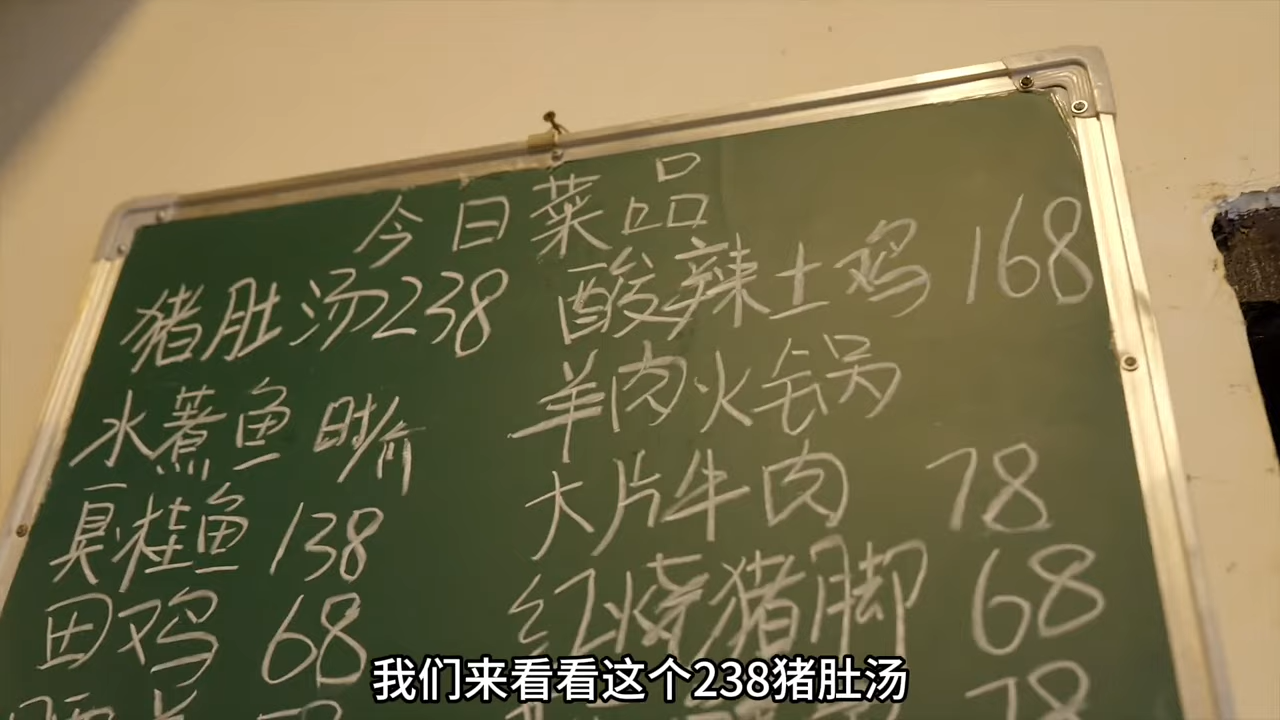 今日菜品
猪肚汤238 酸辣土鸡 168
水煮鱼 时价 羊肉火锅
臭桂鱼 138 大片牛肉 78
田鸡 68 红烧猪脚 68
78
我们来看看这个238猪肚汤